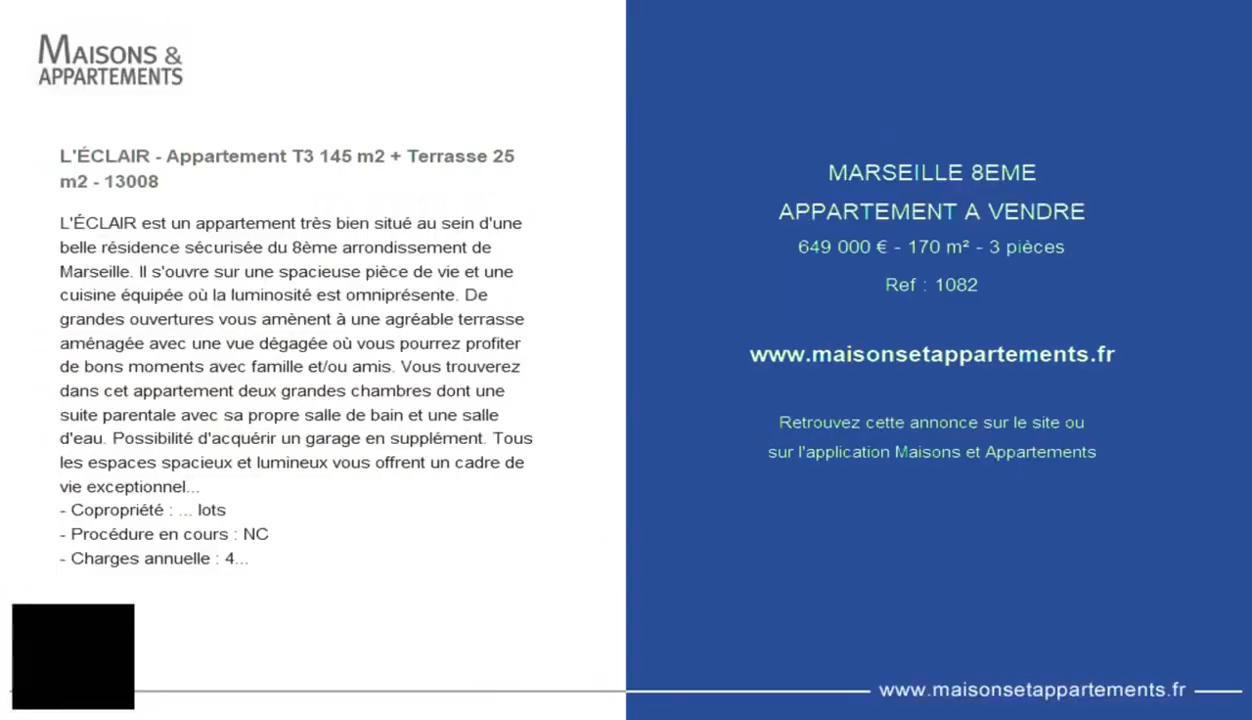 MAISONS &
APPARTEMENTS
L'ÉCLAIR - Appartement T3 145 m2 + Terrasse 25
m2 - 13008
L'ÉCLAIR est un appartement très bien situé au sein d'une
belle résidence sécurisée du 8ème arrondissement de
Marseille. Il s'ouvre sur une spacieuse pièce de vie et une
cuisine équipée où la luminosité est omniprésente. De
grandes ouvertures vous amènent à une agréable terrasse
aménagée avec une vue dégagée où vous pourrez profiter
de bons moments avec famille et/ou amis. Vous trouverez
dans cet appartement deux grandes chambres dont une
suite parentale avec sa propre salle de bain et une salle
d'eau. Possibilité d'acquérir un garage en supplément. Tous
les espaces spacieux et lumineux vous offrent un cadre de
vie exceptionnel...
- Copropriété : ... lots
- Procédure en cours : NC
- Charges annuelle : 4...
MARSEILLE 8EME
APPARTEMENT A VENDRE
649 000 € - 170 m² - 3 pièces
Ref : 1082
www.maisonsetappartements.fr
Retrouvez cette annonce sur le site ou
sur l'application Maisons et Appartements
www.maisonsetappartements.fr